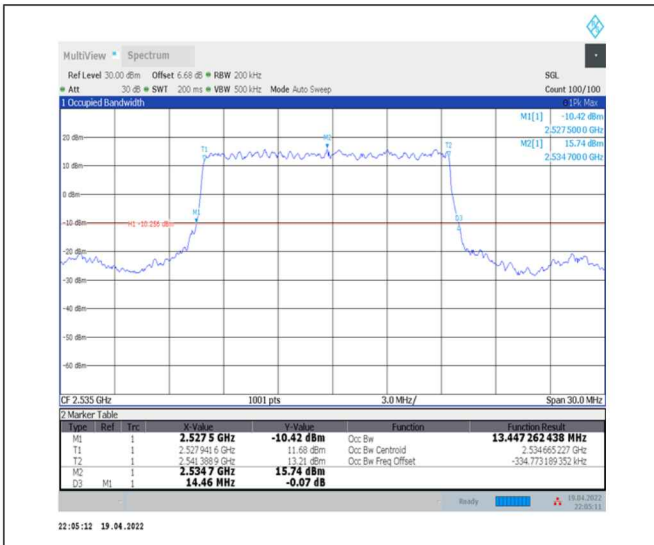 MultiView Spectrum
Ref Level 30.00 dBm Offset 6.68 dB RBW 200 kHz SGL
Att 30 dB SWT 200 ms VBW 500 kHz Mode Auto Sweep Count 100/100
1 Occupied Bandwidth 1Pk Max
M1[1] -10.42 dBm
2.527 500 0 GHz
M2[1] 15.74 dBm
2.534 700 0 GHz
20 dBm
M2
T1 T2
10 dBm
0 dBm
M1
D3
-10 dBm H1 -10.255 dBm
-20 dBm
-30 dBm
-40 dBm
-50 dBm
-60 dBm
CF 2.535 GHz 1001 pts 3.0 MHz/ Span 30.0 MHz
2 Marker Table
Type Ref Trc X-Value Y-Value Function Function Result
M1 1 2.527 5 GHz -10.42 dBm Occ Bw 13.447 262 438 MHz
T1 1 2.527 941 6 GHz 11.68 dBm Occ Bw Centroid 2.534 665 227 GHz
T2 1 2.541 388 9 GHz 13.21 dBm Occ Bw Freq Offset -334.773 189 352 kHz
M2 1 2.534 7 GHz 15.74 dBm
D3 M1 1 14.46 MHz -0.07 dB
Ready 19.04.2022
22:05:11
22:05:12 19.04.2022